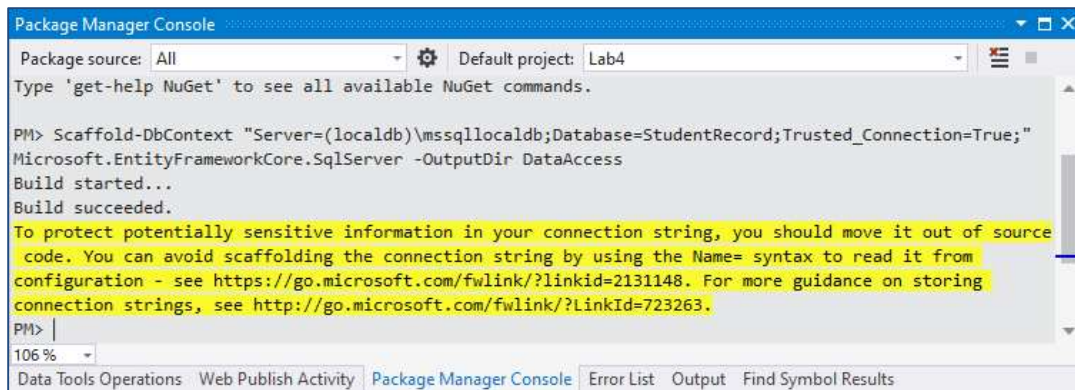 Package Manager Console
Package source: All Default project: Lab4
Type 'get-help NuGet' to see all available NuGet commands.
PM> Scaffold-DbContext "Server=(localdb)\mssqllocaldb;Database=StudentRecord;Trusted_Connection=True;"
Microsoft.EntityFrameworkCore.SqlServer -OutputDir DataAccess
Build started...
Build succeeded.
To protect potentially sensitive information in your connection string, you should move it out of source
code. You can avoid scaffolding the connection string by using the Name= syntax to read it from
configuration - see https://go.microsoft.com/fwlink/?linkid=2131148. For more guidance on storing
connection strings, see http://go.microsoft.com/fwlink/?LinkId=723263.
PM>
106 %
Data Tools Operations Web Publish Activity Package Manager Console Error List Output Find Symbol Results